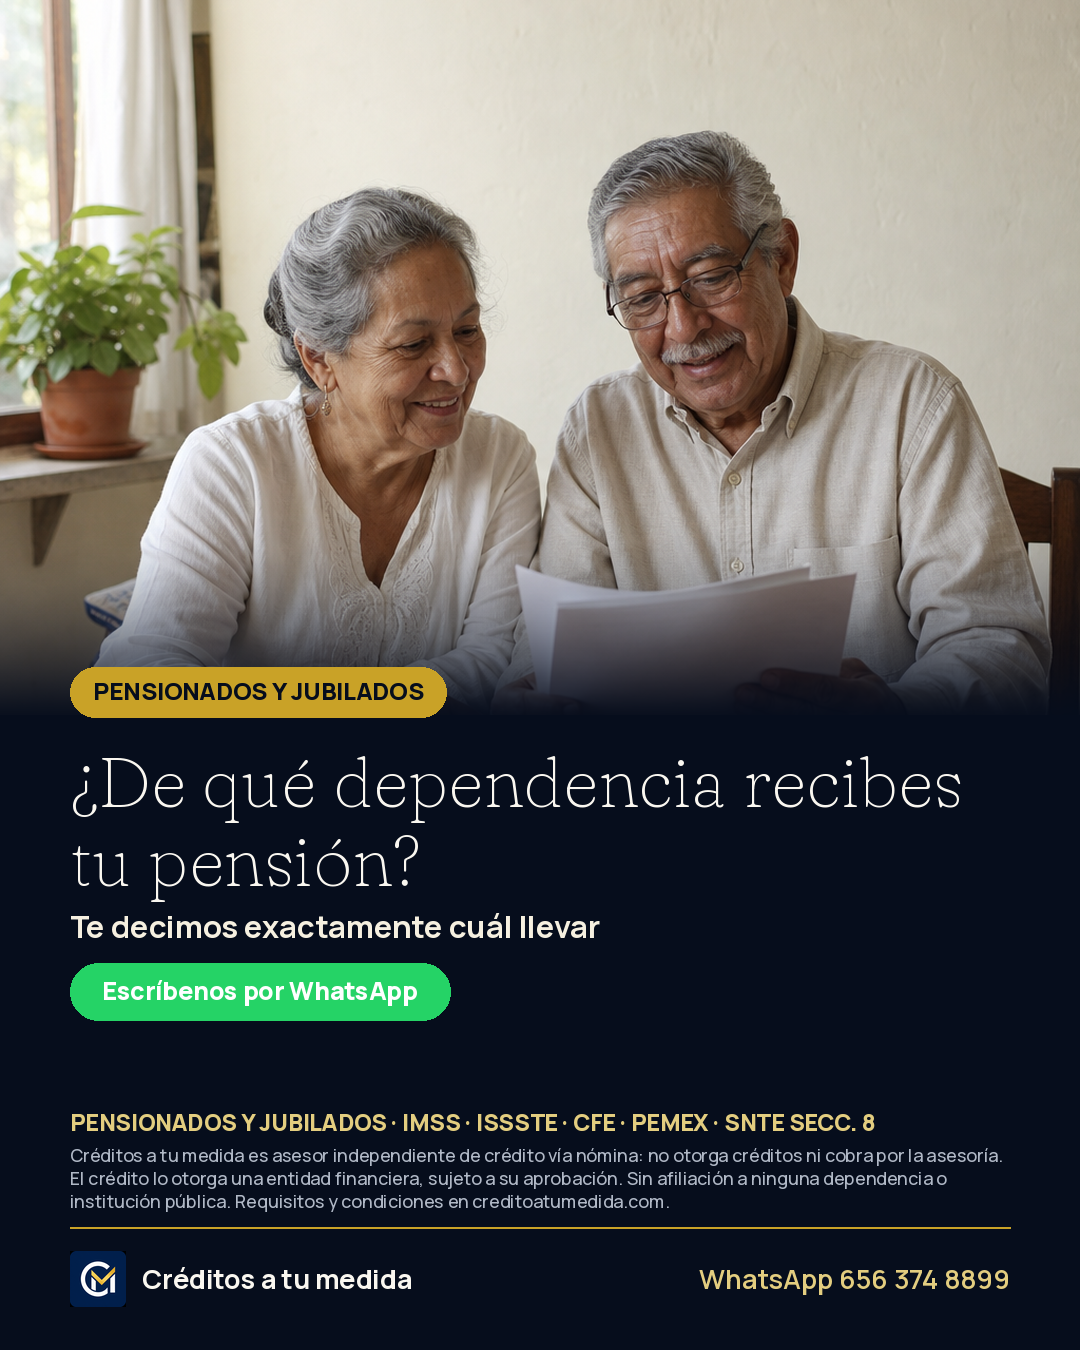 PENSIONADOS Y JUBILADOS
¿De qué dependencia recibes
tu pensión?
Te decimos exactamente cuál llevar
Escríbenos por WhatsApp
PENSIONADOS Y JUBILADOS · IMSS · ISSSTE · CFE · PEMEX · SNTE SECC. 8
Créditos a tu medida es asesor independiente de crédito vía nómina: no otorga créditos ni cobra por la asesoría.
El crédito lo otorga una entidad financiera, sujeto a su aprobación. Sin afiliación a ninguna dependencia o
institución pública. Requisitos y condiciones en creditoatumedida.com.
Créditos a tu medida
WhatsApp 656 374 8899